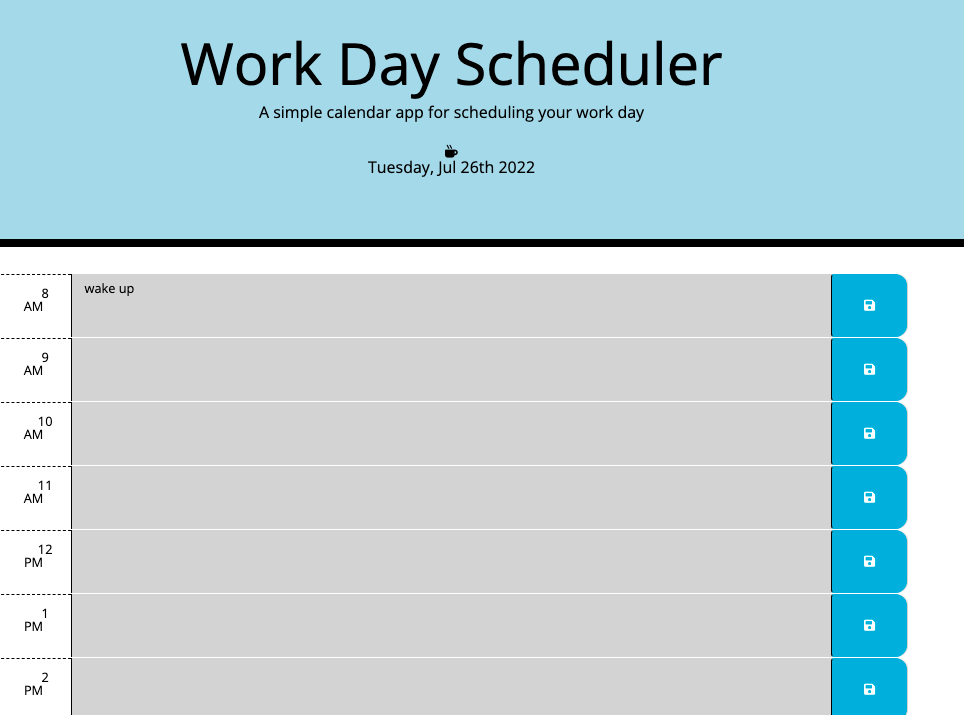 Work Day Scheduler
A simple calendar app for scheduling your work day
Tuesday, Jul 26th 2022
8
AM
wake up
9
AM
10
AM
11
AM
12
PM
1
PM
2
PM